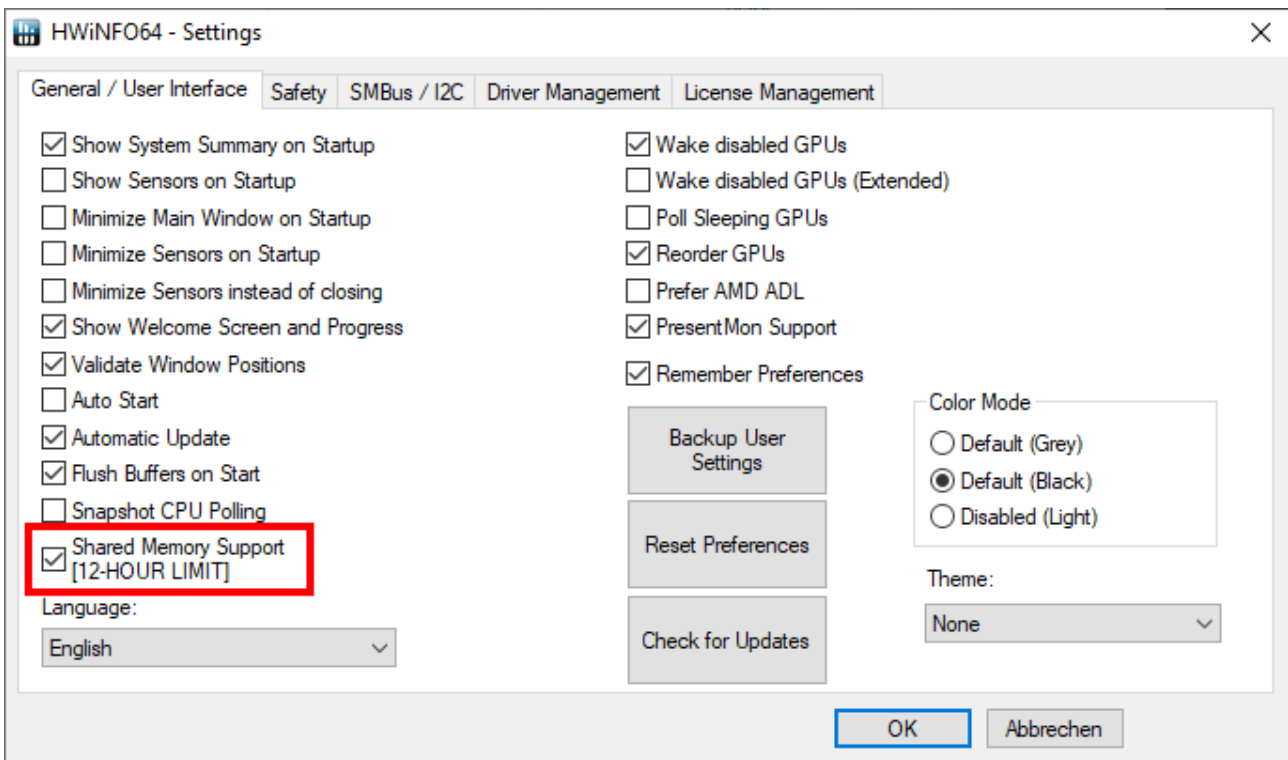 HWiNFO64 - Settings
General / User Interface
Safety
SMBus / I2C
Driver Management
License Management
Show System Summary on Startup
Show Sensors on Startup
Minimize Main Window on Startup
Minimize Sensors on Startup
Minimize Sensors instead of closing
Show Welcome Screen and Progress
Validate Window Positions
Auto Start
Automatic Update
Flush Buffers on Start
Snapshot CPU Polling
Shared Memory Support
[12-HOUR LIMIT]
Language:
English
Wake disabled GPUs
Wake disabled GPUs (Extended)
Poll Sleeping GPUs
Reorder GPUs
Prefer AMD ADL
PresentMon Support
Remember Preferences
Backup User
Settings
Reset Preferences
Check for Updates
Color Mode
Default (Grey)
Default (Black)
Disabled (Light)
Theme:
None
OK
Abbrechen